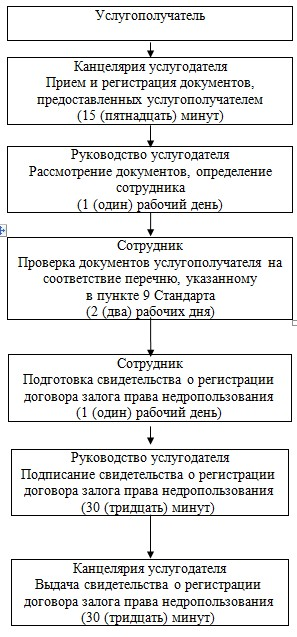 Услугополучатель
Канцелярия услугодателя
Прием и регистрация документов,
предоставленных услугополучателем
(15 (пятнадцать) минут)
Руководство услугодателя
Рассмотрение документов, определение
сотрудника
(1 (один) рабочий день)
Сотрудник
Проверка документов услугополучателя на
соответствие перечню, указанному
в пункте 9 Стандарта
(2 (два) рабочих дня)
Сотрудник
Подготовка свидетельства о регистрации
договора залога права недропользования
(1 (один) рабочий день)
Руководство услугодателя
Подписание свидетельства о регистрации
договора залога права недропользования
(30 (тридцать) минут)
Канцелярия услугодателя
Выдача свидетельства о регистрации
договора залога права недропользования
(30 (тридцать) минут)